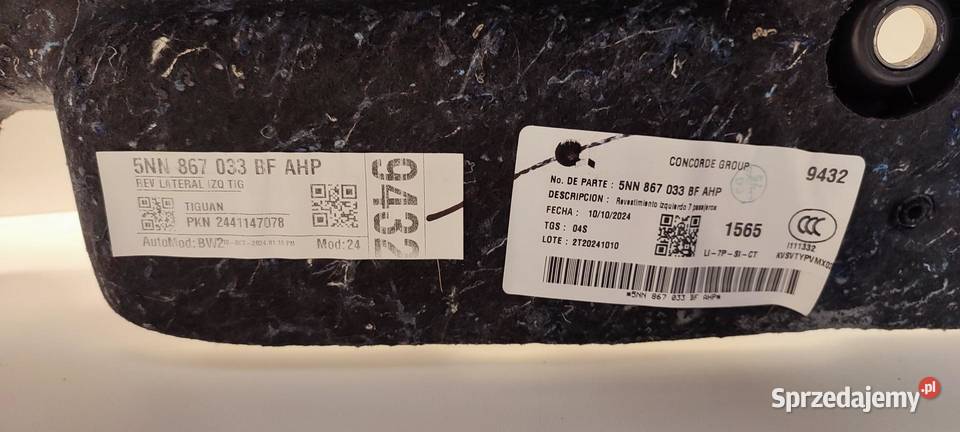 5NN 867 033 BF AHP
REV LATERAL IZQ TIG
TIGUAN
PKN 2441147078
AutoMod: BW2
Mod: 24
9432
CONCORDE GROUP
9432
No. DE PARTE : 5NN 867 033 BF AHP
DESCRIPCION : Revestimiento izquierdo 7 pasajeros
FECHA : 10/10/2024
TGS : 04S
LOTE : 2T20241010
1565
LI-7P-SI-CT
CCC
KVSVTYPVMX02
*5NN 867 033 BF AHP*
Sprzedajemy.pl